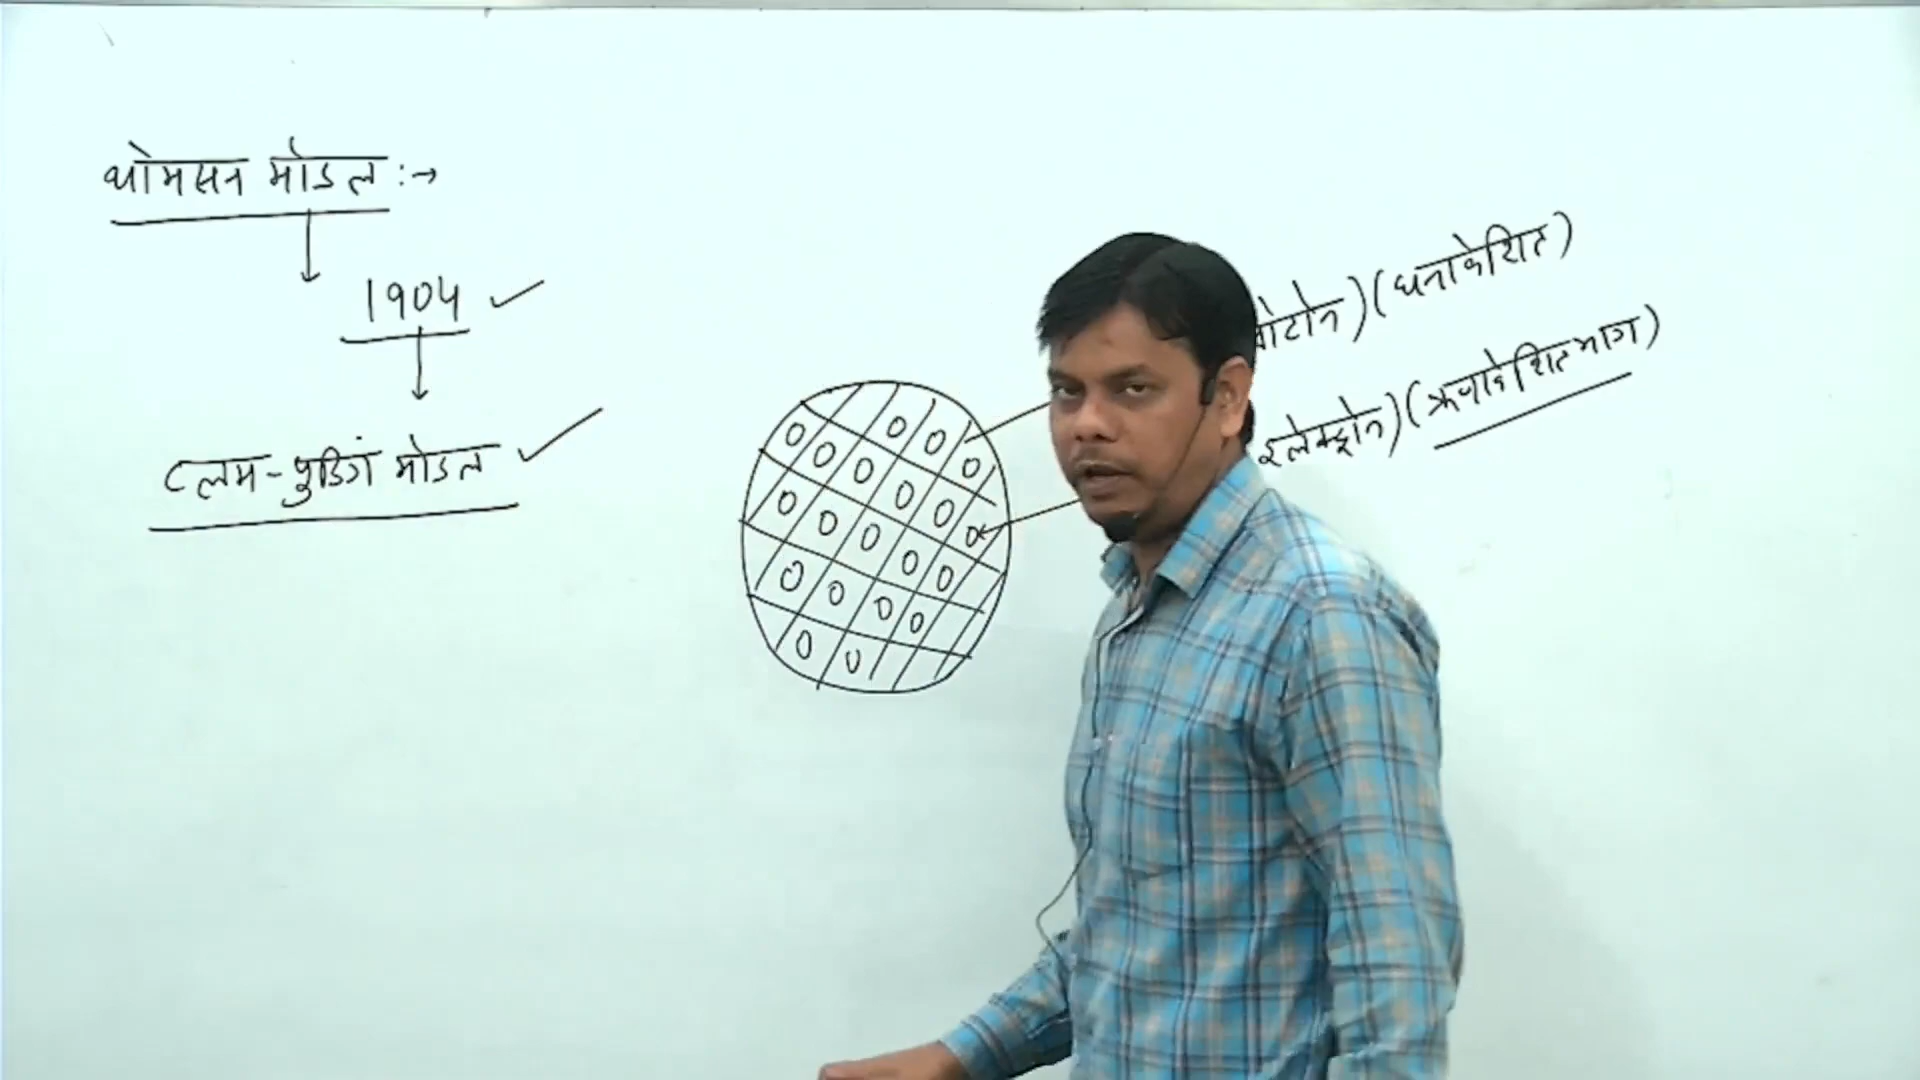 थोमसन मोडल :→
1904
प्लम-पुडिंग मोडल
(धनावेशित)
इलेक्ट्रोन) (ऋणावेशित भाग)